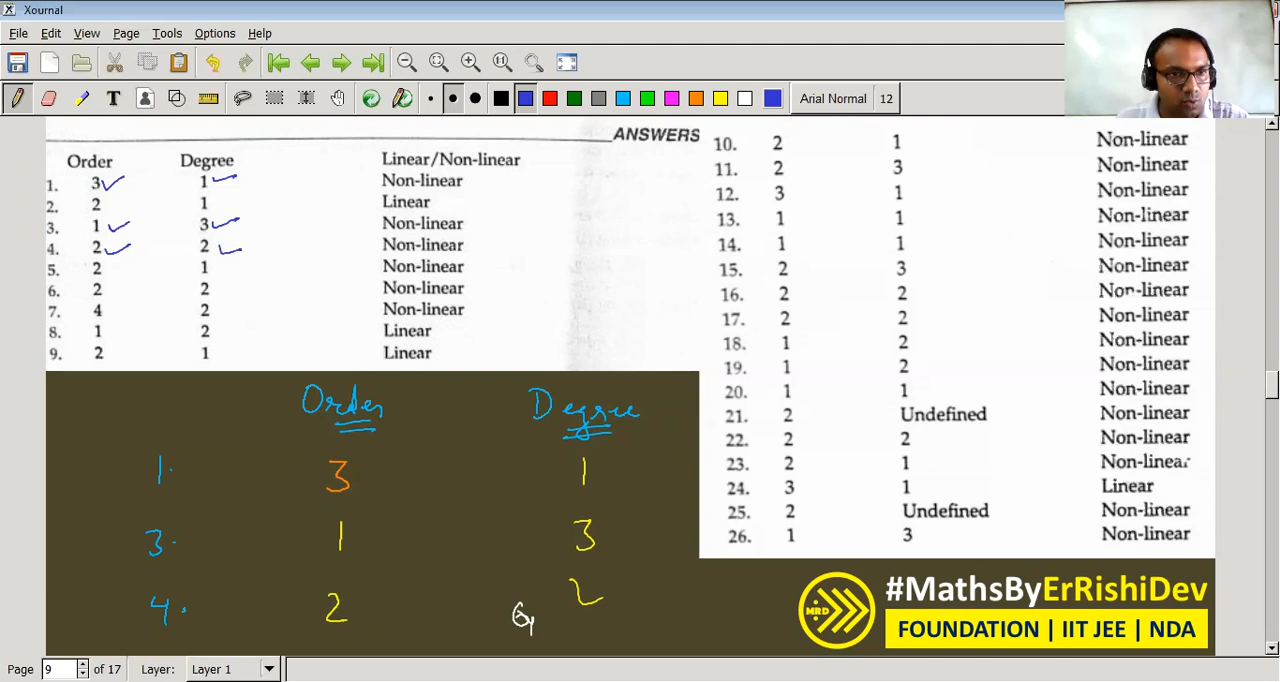 Xournal
File Edit View Page Tools Options Help
Arial Normal 12
ANSWERS
Order Degree Linear/Non-linear
1. 3 1 Non-linear
2. 2 1 Linear
3. 1 3 Non-linear
4. 2 2 Non-linear
5. 2 1 Non-linear
6. 2 2 Non-linear
7. 4 2 Non-linear
8. 1 2 Linear
9. 2 1 Linear
10. 2 1 Non-linear
11. 2 3 Non-linear
12. 3 1 Non-linear
13. 1 1 Non-linear
14. 1 1 Non-linear
15. 2 3 Non-linear
16. 2 2 Non-linear
17. 2 2 Non-linear
18. 1 2 Non-linear
19. 1 2 Non-linear
20. 1 1 Non-linear
21. 2 Undefined Non-linear
22. 2 2 Non-linear
23. 2 1 Non-linear
24. 3 1 Linear
25. 2 Undefined Non-linear
26. 1 3 Non-linear
Order Degree
1. 3 1
3. 1 3
4. 2 2
MRD
#MathsByErRishiDev
FOUNDATION | IIT JEE | NDA
Page 9 of 17 Layer: Layer 1